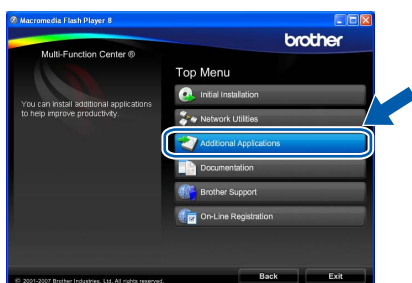 Macromedia Flash Player 8
brother
Multi-Function Center ®
Top Menu
Initial Installation
You can install additional applications
to help improve productivity.
Network Utilities
Additional Applications
Documentation
Brother Support
On-Line Registration
© 2001-2007 Brother Industries, Ltd. All rights reserved.
Back
Exit